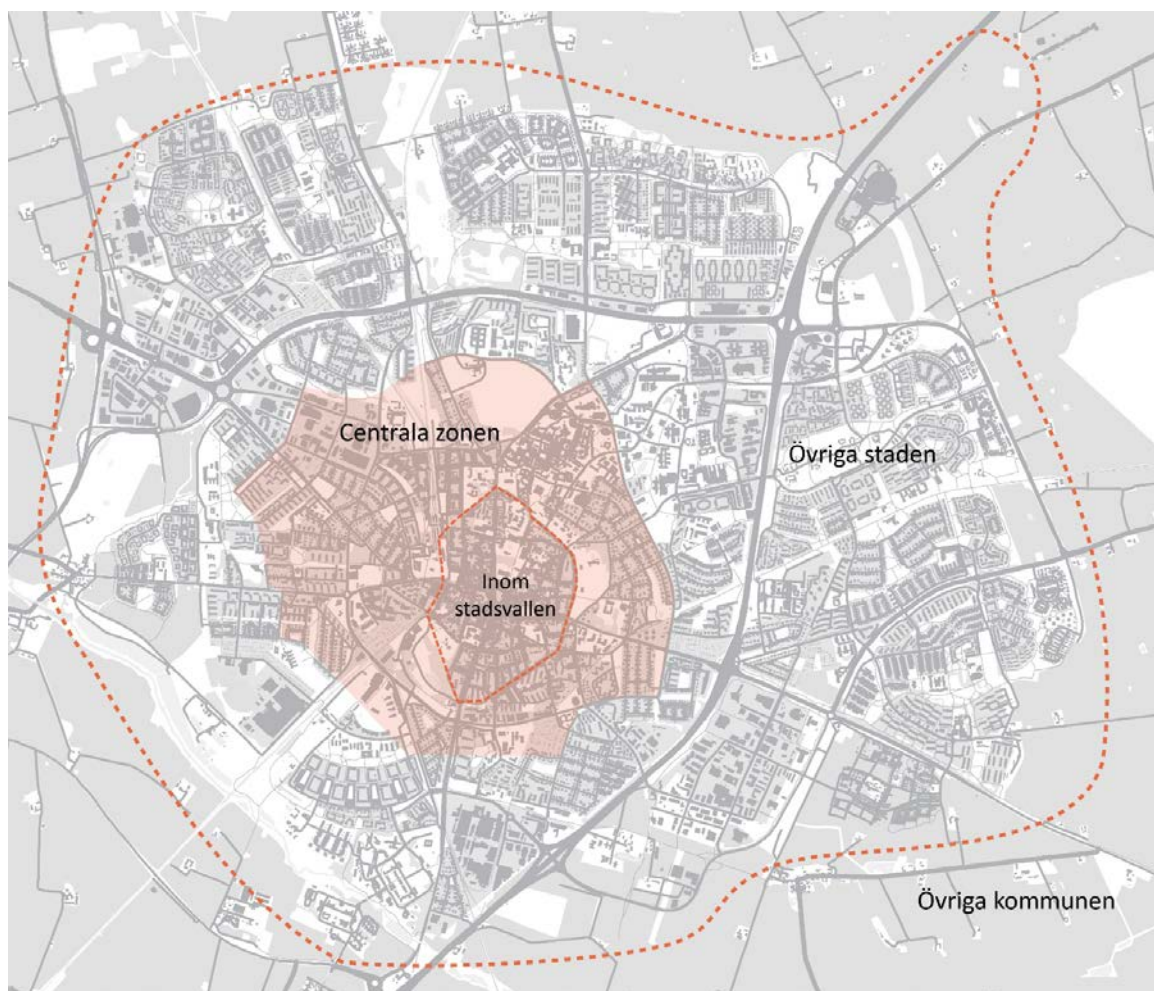 Centrala zonen
Övriga staden
Inom
stadsvallen
Övriga kommunen